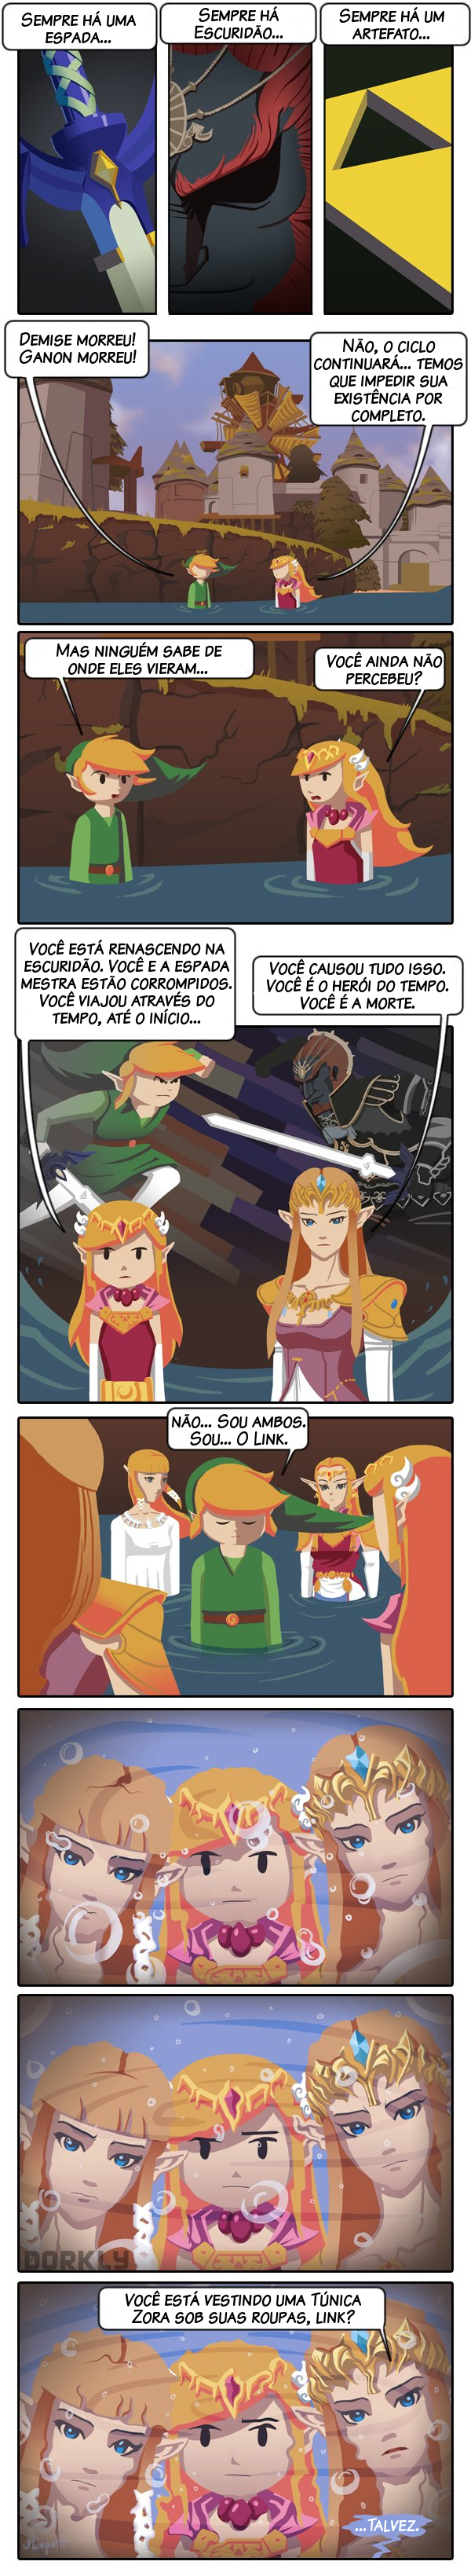 SEMPRE HÁ UMA
ESPADA...
SEMPRE HÁ
ESCURIDÃO...
SEMPRE HÁ UM
ARTEFATO...
DEMISE MORREU!
GANON MORREU!
NÃO, O CICLO
CONTINUARÁ... TEMOS
QUE IMPEDIR SUA
EXISTÊNCIA POR
COMPLETO.
MAS NINGUÉM SABE DE
ONDE ELES VIERAM...
VOCÊ AINDA NÃO
PERCEBEU?
VOCÊ ESTÁ RENASCENDO NA
ESCURIDÃO. VOCÊ E A ESPADA
MESTRA ESTÃO CORROMPIDOS.
VOCÊ VIAJOU ATRAVÉS DO
TEMPO, ATÉ O INÍCIO...
VOCÊ CAUSOU TUDO ISSO.
VOCÊ É O HERÓI DO TEMPO.
VOCÊ É A MORTE.
NÃO... SOU AMBOS.
SOU... O LINK.
DORKLY
VOCÊ ESTÁ VESTINDO UMA TÚNICA
ZORA SOB SUAS ROUPAS, LINK?
...TALVEZ.